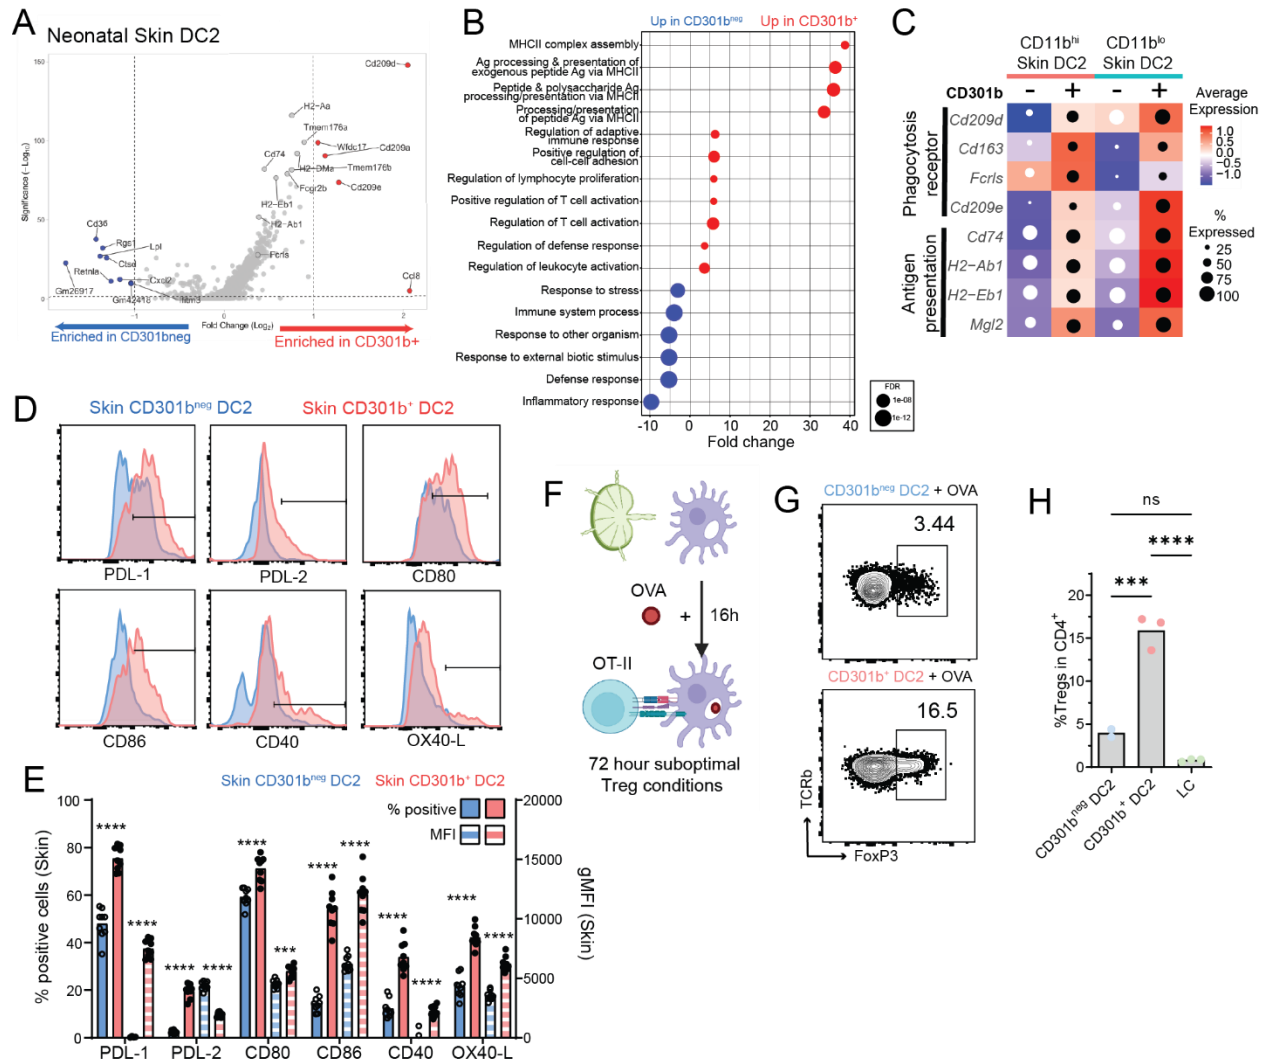 A
Neonatal Skin DC2
Significance (-Log₁₀)
150
100
50
0
Cd209d
H2-Aa
Tmem176a
Wfdc17
Cd209a
Cd74
H2-DMa
Tmem176b
Fcgr2b
Cd209e
H2-Eb1
H2-Ab1
Fcrls
Ccl8
Cd36
Rgs1
Lpl
Ctsd
Retnla
Cxcl2
Gm26917
Gm42418
Ifitm3
-1
0
1
2
Fold Change (Log₂)
Enriched in CD301bneg
Enriched in CD301b+
B
Up in CD301bⁿᵉᵍ
Up in CD301b⁺
MHCII complex assembly
Ag processing & presentation of
exogenous peptide Ag via MHCII
Peptide & polysaccharide Ag
processing/presentation via MHCII
Processing/presentation
of peptide Ag via MHCII
Regulation of adaptive
immune response
Positive regulation of
cell-cell adhesion
Regulation of lymphocyte proliferation
Positive regulation of T cell activation
Regulation of T cell activation
Regulation of defense response
Regulation of leukocyte activation
Response to stress
Immune system process
Response to other organism
Response to external biotic stimulus
Defense response
Inflammatory response
-10 0 10 20 30 40
Fold change
FDR
1e-08
1e-12
C
CD11bʰⁱ
Skin DC2
CD11bˡᵒ
Skin DC2
CD301b - + - +
Phagocytosis
receptor
Cd209d
Cd163
Fcrls
Cd209e
Antigen
presentation
Cd74
H2-Ab1
H2-Eb1
Mgl2
Average
Expression
1.0
0.5
0.0
-0.5
-1.0
%
Expressed
25
50
75
100
D
Skin CD301bⁿᵉᵍ DC2
Skin CD301b⁺ DC2
PDL-1
PDL-2
CD80
CD86
CD40
OX40-L
E
Skin CD301bⁿᵉᵍ DC2
Skin CD301b⁺ DC2
% positive
MFI
% positive cells (Skin)
100
80
60
40
20
0
gMFI (Skin)
20000
15000
10000
5000
0
**** ****
**** ****
**** ***
**** ****
**** ****
**** ****
PDL-1 PDL-2 CD80 CD86 CD40 OX40-L
F
OVA
+
16h
OT-II
72 hour suboptimal
Treg conditions
G
CD301bⁿᵉᵍ DC2 + OVA
3.44
CD301b⁺ DC2 + OVA
16.5
TCRb
FoxP3
H
ns
****
***
%Tregs in CD4⁺
20
15
10
5
0
CD301bⁿᵉᵍ DC2
CD301b⁺ DC2
LC